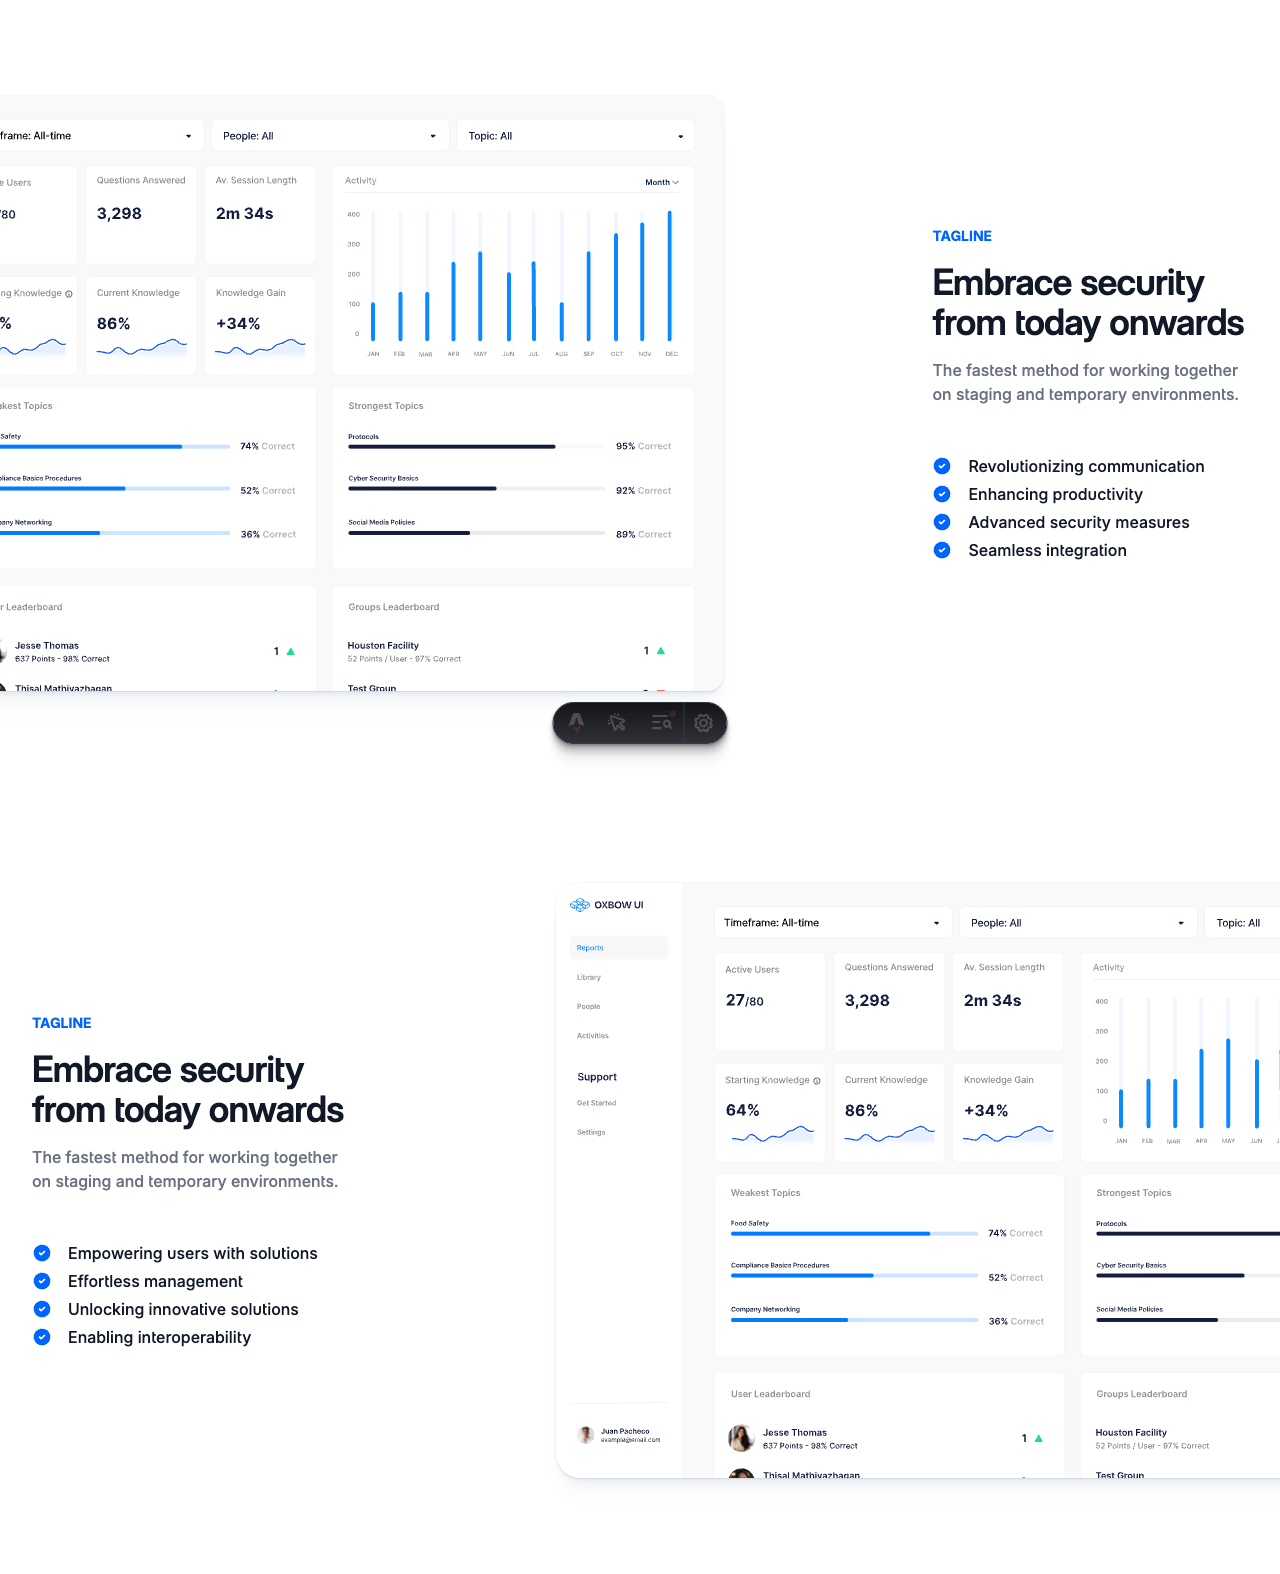 frame: All-time
People: All
Topic: All
e Users
/80
Questions Answered
3,298
Av. Session Length
2m 34s
Activity
Month
400
300
200
100
0
JAN FEB MAR APR MAY JUN JUL AUG SEP OCT NOV DEC
ng Knowledge
%
Current Knowledge
86%
Knowledge Gain
+34%
TAGLINE
Embrace security
from today onwards
The fastest method for working together
on staging and temporary environments.
Revolutionizing communication
Enhancing productivity
Advanced security measures
Seamless integration
kest Topics
Safety
74% Correct
pliance Basics Procedures
52% Correct
pany Networking
36% Correct
Strongest Topics
Protocols
95% Correct
Cyber Security Basics
92% Correct
Social Media Policies
89% Correct
r Leaderboard
Jesse Thomas
637 Points - 98% Correct
1
Thisal Mathiyazhagan
Groups Leaderboard
Houston Facility
52 Points / User - 97% Correct
1
Test Group
TAGLINE
Embrace security
from today onwards
The fastest method for working together
on staging and temporary environments.
Empowering users with solutions
Effortless management
Unlocking innovative solutions
Enabling interoperability
OXBOW UI
Reports
Library
People
Activities
Support
Get Started
Settings
Juan Pacheco
example@email.com
Timeframe: All-time
People: All
Topic: All
Active Users
27/80
Questions Answered
3,298
Av. Session Length
2m 34s
Activity
400
300
200
100
0
JAN FEB MAR APR MAY JUN
Starting Knowledge
64%
Current Knowledge
86%
Knowledge Gain
+34%
Weakest Topics
Food Safety
74% Correct
Compliance Basics Procedures
52% Correct
Company Networking
36% Correct
Strongest Topics
Protocols
Cyber Security Basics
Social Media Policies
User Leaderboard
Jesse Thomas
637 Points - 98% Correct
1
Thisal Mathiyazhagan
Groups Leaderboard
Houston Facility
52 Points / User - 97% Correct
Test Group